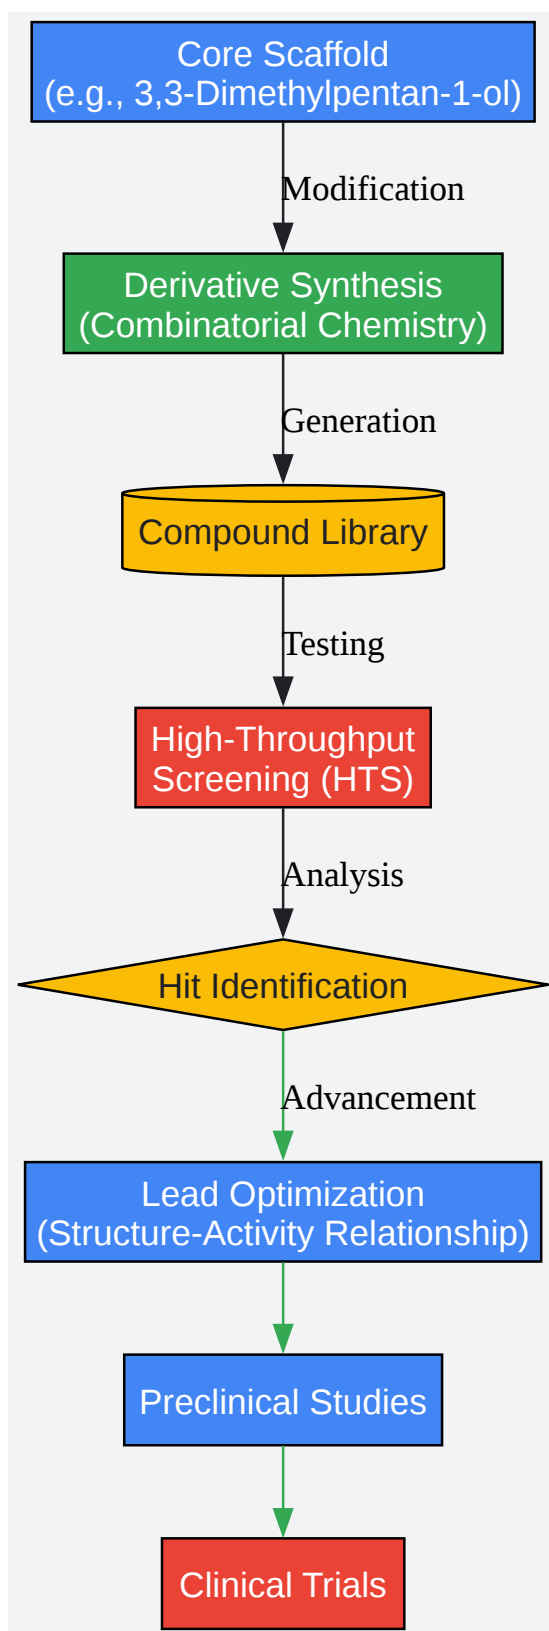 Core Scaffold
(e.g., 3,3-Dimethylpentan-1-ol)
Modification
Derivative Synthesis
(Combinatorial Chemistry)
Generation
Compound Library
Testing
High-Throughput
Screening (HTS)
Analysis
Hit Identification
Advancement
Lead Optimization
(Structure-Activity Relationship)
Preclinical Studies
Clinical Trials